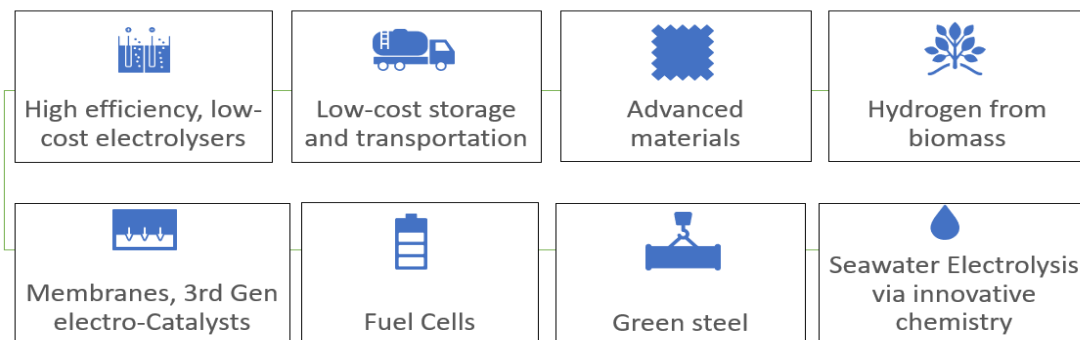 High efficiency, low-
cost electrolysers
Low-cost storage
and transportation
Advanced
materials
Hydrogen from
biomass
Membranes, 3rd Gen
electro-Catalysts
Fuel Cells
Green steel
Seawater Electrolysis
via innovative
chemistry